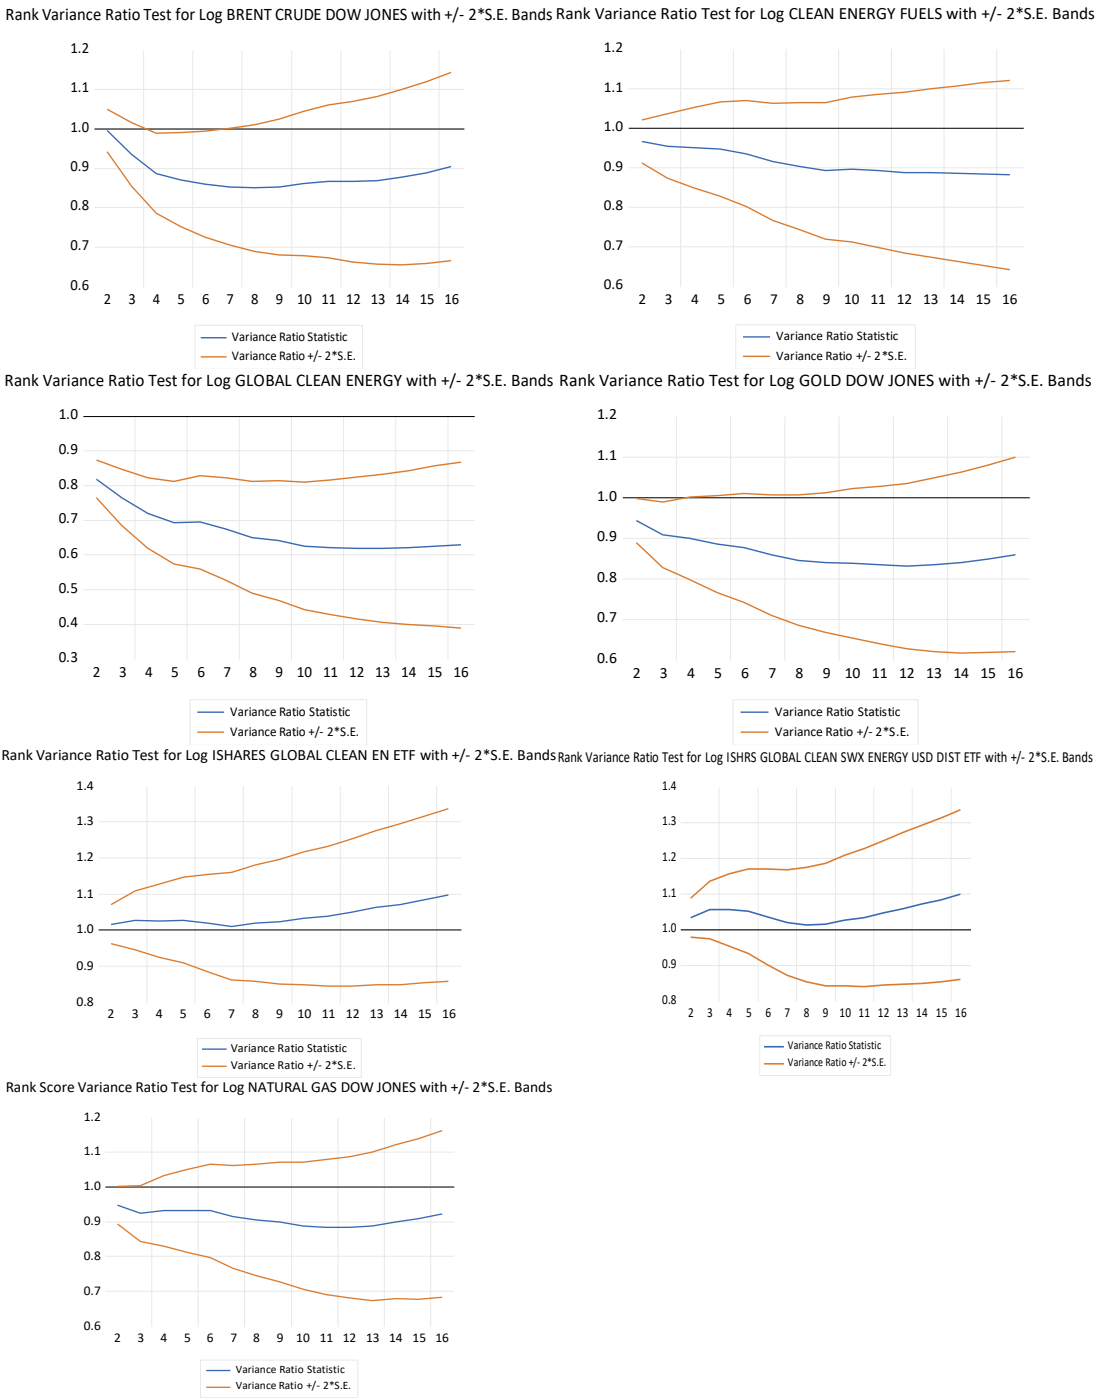 Rank Variance Ratio Test for Log BRENT CRUDE DOW JONES with +/- 2*S.E. Bands
1.2
1.1
1.0
0.9
0.8
0.7
0.6
2 3 4 5 6 7 8 9 10 11 12 13 14 15 16
Variance Ratio Statistic
Variance Ratio +/- 2*S.E.
Rank Variance Ratio Test for Log CLEAN ENERGY FUELS with +/- 2*S.E. Bands
1.2
1.1
1.0
0.9
0.8
0.7
0.6
2 3 4 5 6 7 8 9 10 11 12 13 14 15 16
Variance Ratio Statistic
Variance Ratio +/- 2*S.E.
Rank Variance Ratio Test for Log GLOBAL CLEAN ENERGY with +/- 2*S.E. Bands
1.0
0.9
0.8
0.7
0.6
0.5
0.4
0.3
2 3 4 5 6 7 8 9 10 11 12 13 14 15 16
Variance Ratio Statistic
Variance Ratio +/- 2*S.E.
Rank Variance Ratio Test for Log GOLD DOW JONES with +/- 2*S.E. Bands
1.2
1.1
1.0
0.9
0.8
0.7
0.6
2 3 4 5 6 7 8 9 10 11 12 13 14 15 16
Variance Ratio Statistic
Variance Ratio +/- 2*S.E.
Rank Variance Ratio Test for Log ISHARES GLOBAL CLEAN EN ETF with +/- 2*S.E. Bands
1.4
1.3
1.2
1.1
1.0
0.9
0.8
2 3 4 5 6 7 8 9 10 11 12 13 14 15 16
Variance Ratio Statistic
Variance Ratio +/- 2*S.E.
Rank Variance Ratio Test for Log ISHRS GLOBAL CLEAN SWX ENERGY USD DIST ETF with +/- 2*S.E. Bands
1.4
1.3
1.2
1.1
1.0
0.9
0.8
2 3 4 5 6 7 8 9 10 11 12 13 14 15 16
Variance Ratio Statistic
Variance Ratio +/- 2*S.E.
Rank Score Variance Ratio Test for Log NATURAL GAS DOW JONES with +/- 2*S.E. Bands
1.2
1.1
1.0
0.9
0.8
0.7
0.6
2 3 4 5 6 7 8 9 10 11 12 13 14 15 16
Variance Ratio Statistic
Variance Ratio +/- 2*S.E.